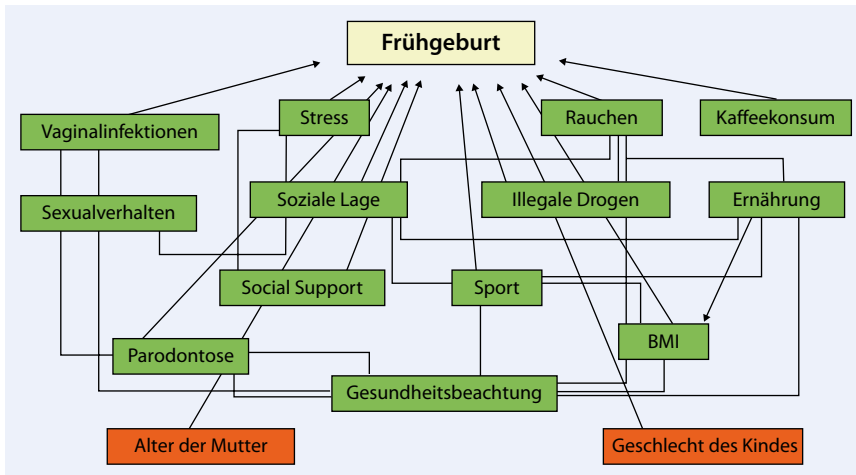 Frühgeburt
Vaginalinfektionen
Stress
Rauchen
Kaffeekonsum
Sexualverhalten
Soziale Lage
Illegale Drogen
Ernährung
Social Support
Sport
Parodontose
BMI
Gesundheitsbeachtung
Alter der Mutter
Geschlecht des Kindes